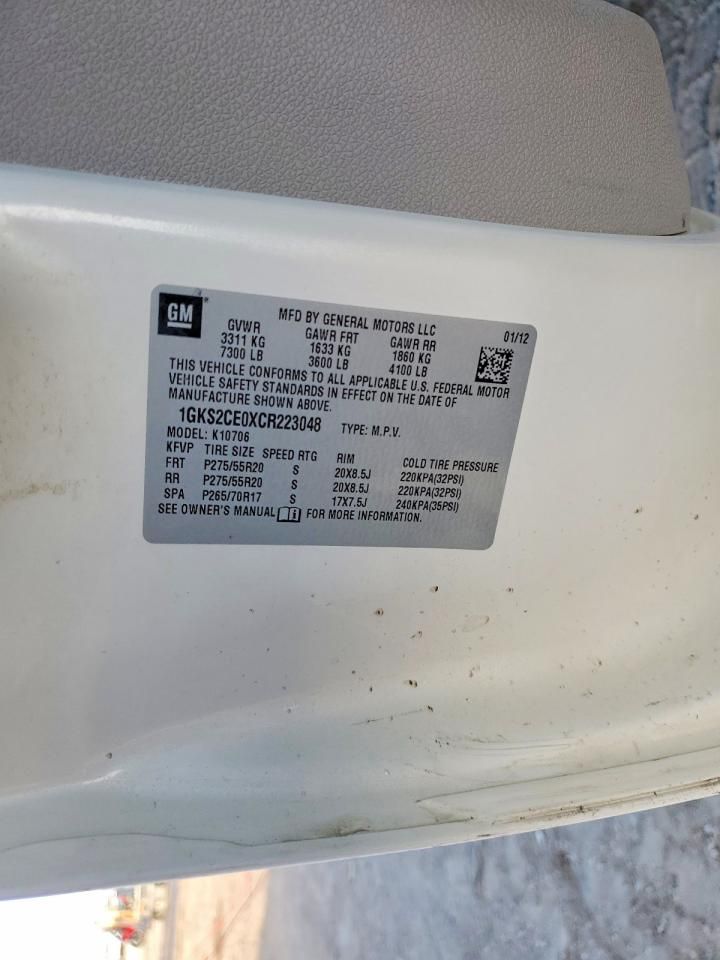 GM
MFD BY GENERAL MOTORS LLC 01/12
GVWR GAWR FRT GAWR RR
3311 KG 1633 KG 1860 KG
7300 LB 3600 LB 4100 LB
THIS VEHICLE CONFORMS TO ALL APPLICABLE U.S. FEDERAL MOTOR
VEHICLE SAFETY STANDARDS IN EFFECT ON THE DATE OF
MANUFACTURE SHOWN ABOVE.
1GKS2CE0XCR223048 TYPE: M.P.V.
MODEL: K10706
KFVP TIRE SIZE SPEED RTG RIM COLD TIRE PRESSURE
FRT P275/55R20 S 20X8.5J 220KPA(32PSI)
RR P275/55R20 S 20X8.5J 220KPA(32PSI)
SPA P265/70R17 S 17X7.5J 240KPA(35PSI)
SEE OWNER'S MANUAL FOR MORE INFORMATION.